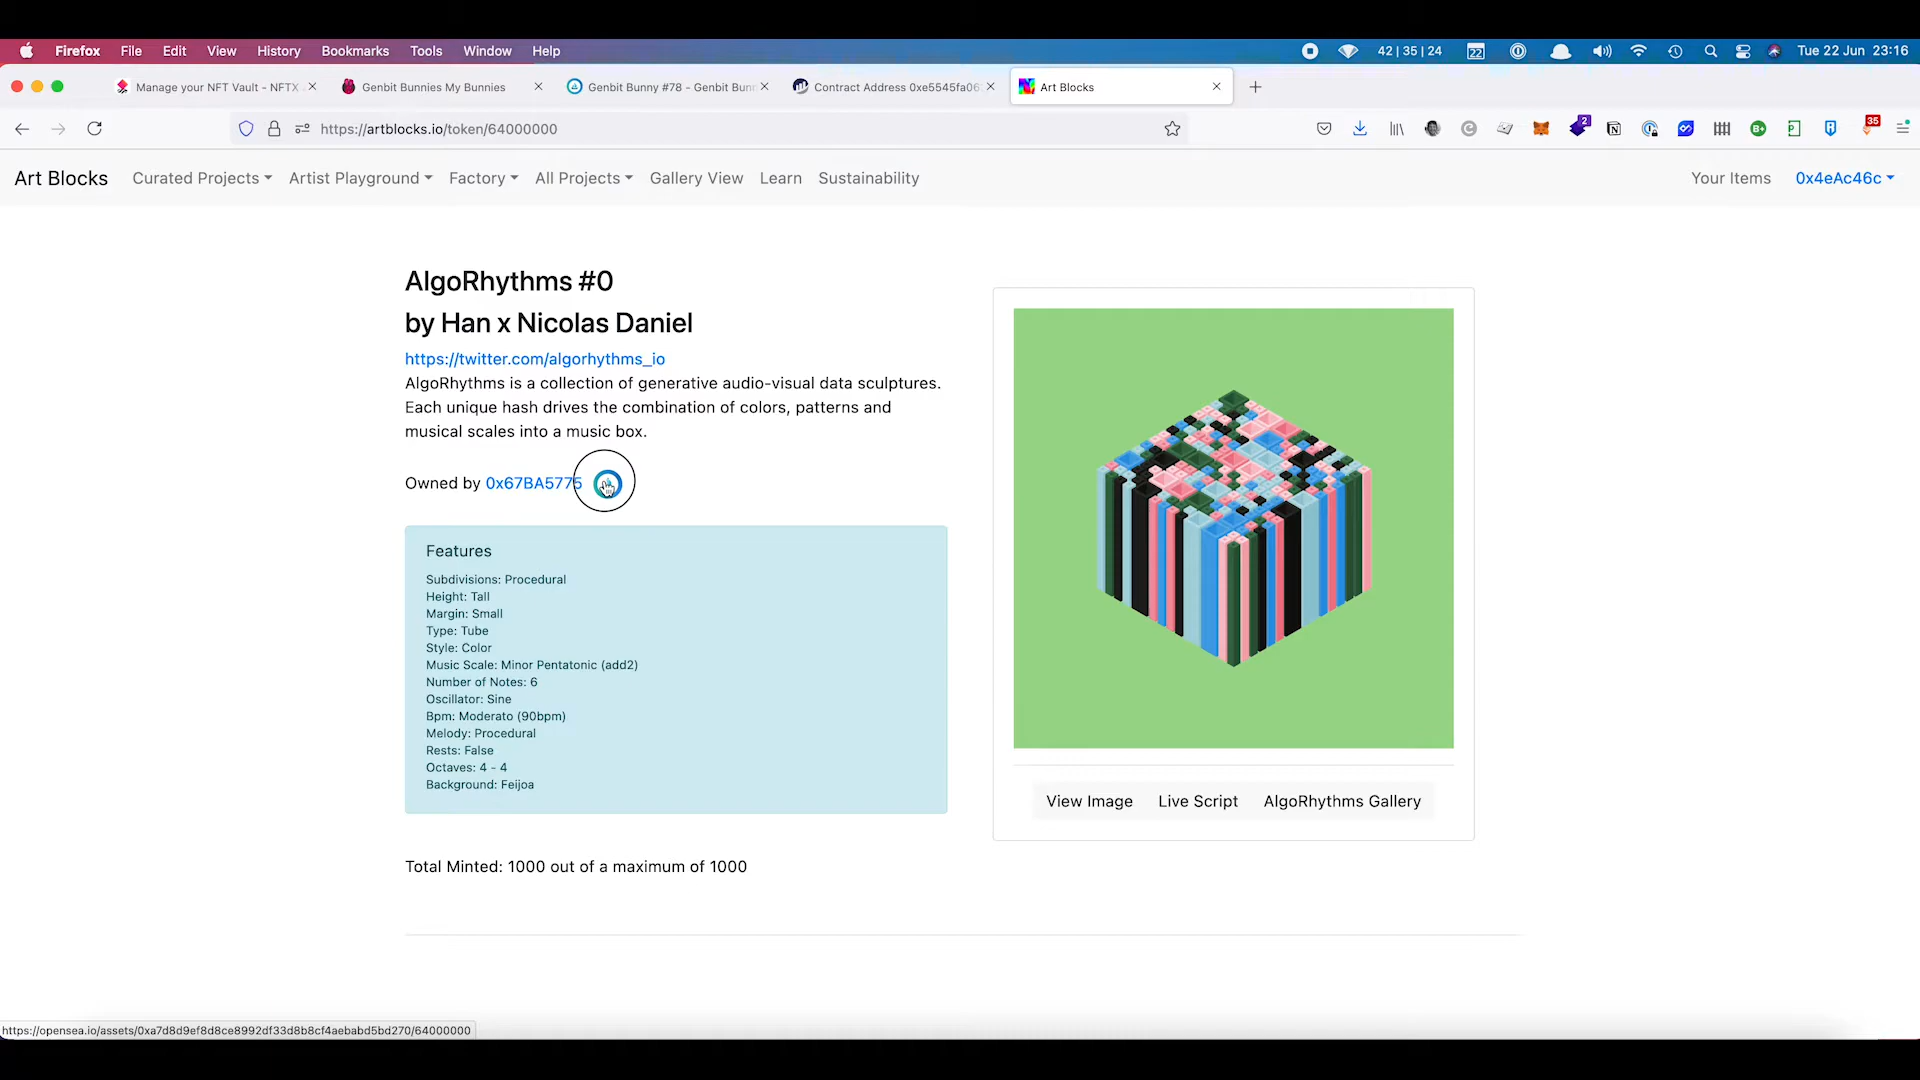 Firefox File Edit View History Bookmarks Tools Window Help 42 | 35 | 24 22 Tue 22 Jun 23:16
Manage your NFT Vault - NFTX
Genbit Bunnies My Bunnies
Genbit Bunny #78 - Genbit Bunn
Contract Address 0xe5545fa06
Art Blocks
https://artblocks.io/token/64000000
2
35
Art Blocks Curated Projects Artist Playground Factory All Projects Gallery View Learn Sustainability Your Items 0x4eAc46c
AlgoRhythms #0
by Han x Nicolas Daniel
https://twitter.com/algorhythms_io
AlgoRhythms is a collection of generative audio-visual data sculptures.
Each unique hash drives the combination of colors, patterns and
musical scales into a music box.
Owned by 0x67BA5775
Features
Subdivisions: Procedural
Height: Tall
Margin: Small
Type: Tube
Style: Color
Music Scale: Minor Pentatonic (add2)
Number of Notes: 6
Oscillator: Sine
Bpm: Moderato (90bpm)
Melody: Procedural
Rests: False
Octaves: 4 - 4
Background: Feijoa
View Image Live Script AlgoRhythms Gallery
Total Minted: 1000 out of a maximum of 1000
https://opensea.io/assets/0xa7d8d9ef8d8ce8992df33d8b8cf4aebabd5bd270/64000000